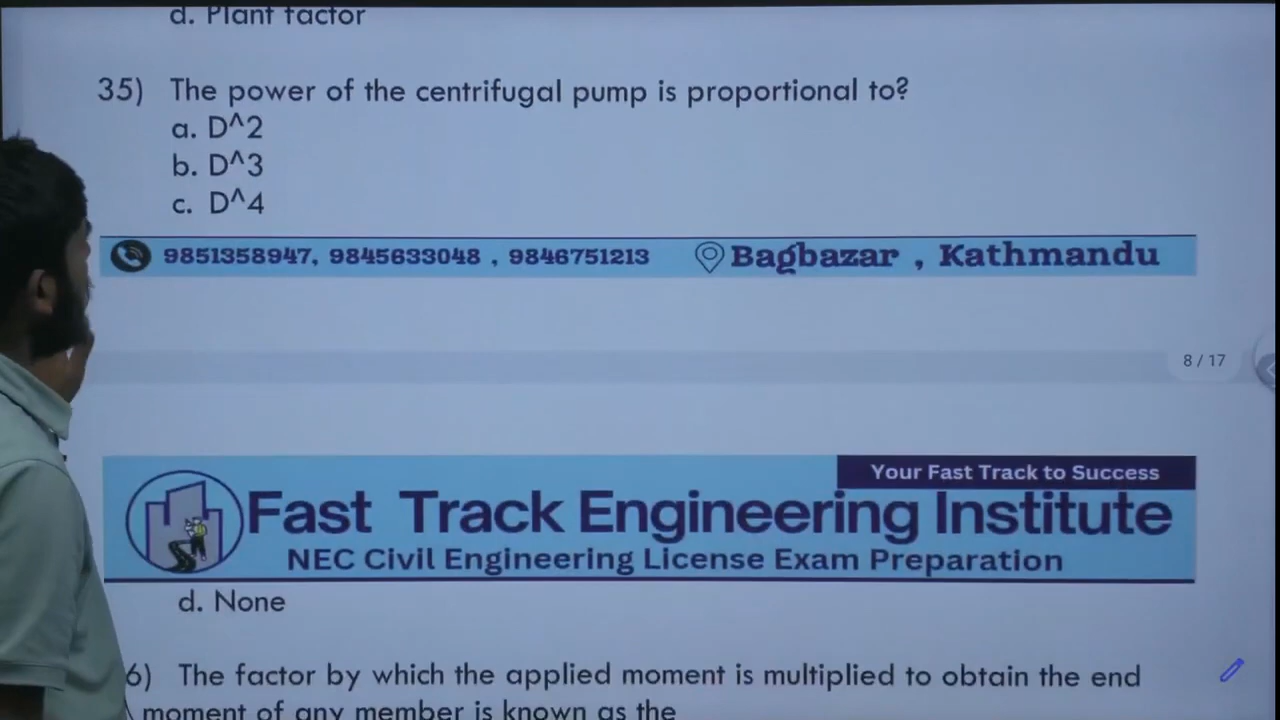 d. Plant factor
35) The power of the centrifugal pump is proportional to?
a. D^2
b. D^3
c. D^4
9851358947, 9845633048 , 9846751213 Bagbazar , Kathmandu
8 / 17
Your Fast Track to Success
Fast Track Engineering Institute
NEC Civil Engineering License Exam Preparation
d. None
6) The factor by which the applied moment is multiplied to obtain the end
moment of any member is known as the